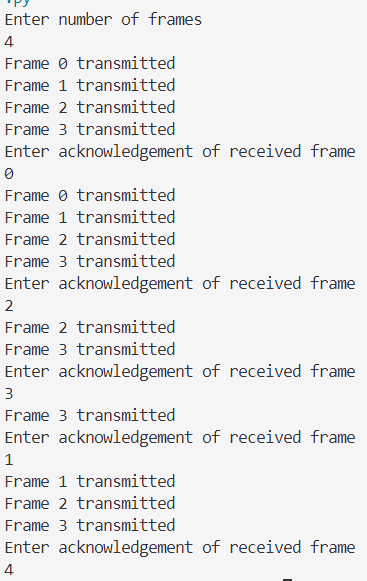 .py
Enter number of frames
4
Frame 0 transmitted
Frame 1 transmitted
Frame 2 transmitted
Frame 3 transmitted
Enter acknowledgement of received frame
0
Frame 0 transmitted
Frame 1 transmitted
Frame 2 transmitted
Frame 3 transmitted
Enter acknowledgement of received frame
2
Frame 2 transmitted
Frame 3 transmitted
Enter acknowledgement of received frame
3
Frame 3 transmitted
Enter acknowledgement of received frame
1
Frame 1 transmitted
Frame 2 transmitted
Frame 3 transmitted
Enter acknowledgement of received frame
4